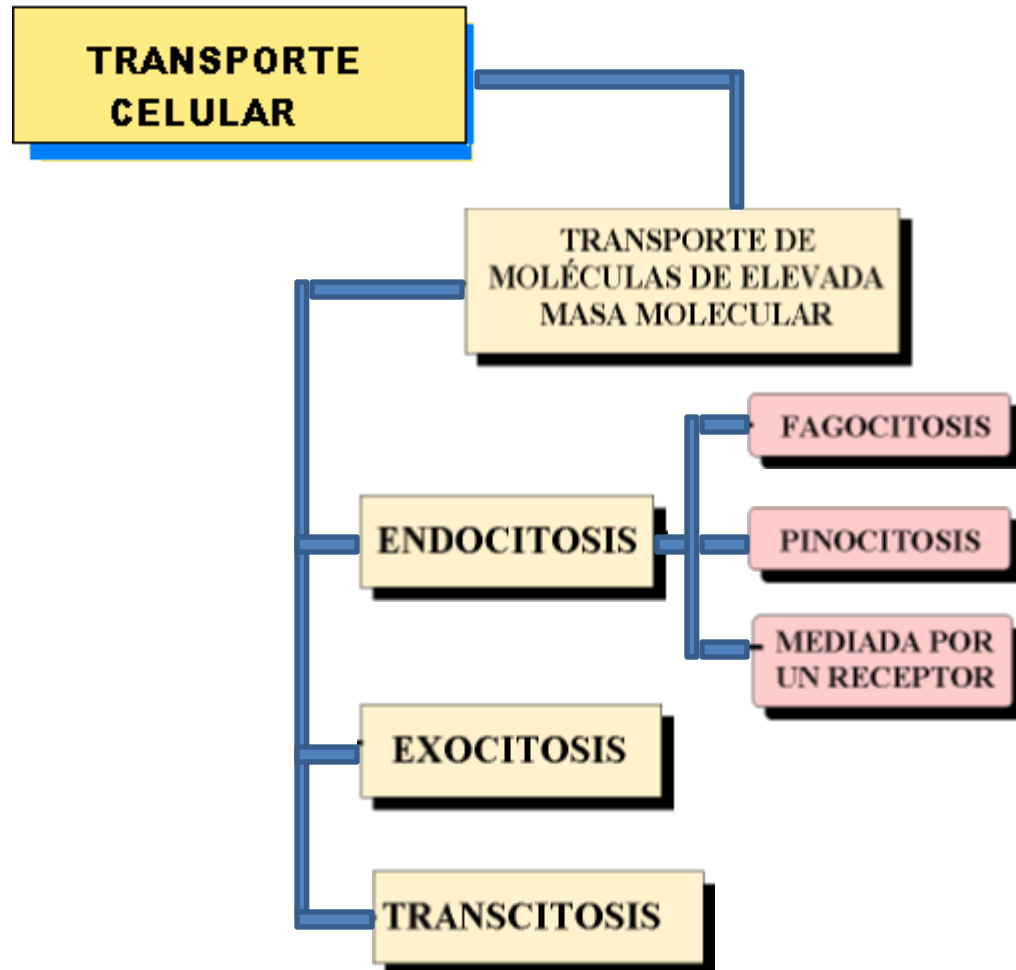 TRANSPORTE
CELULAR
TRANSPORTE DE
MOLÉCULAS DE ELEVADA
MASA MOLECULAR
ENDOCITOSIS
FAGOCITOSIS
PINOCITOSIS
MEDIADA POR
UN RECEPTOR
EXOCITOSIS
TRANSCITOSIS